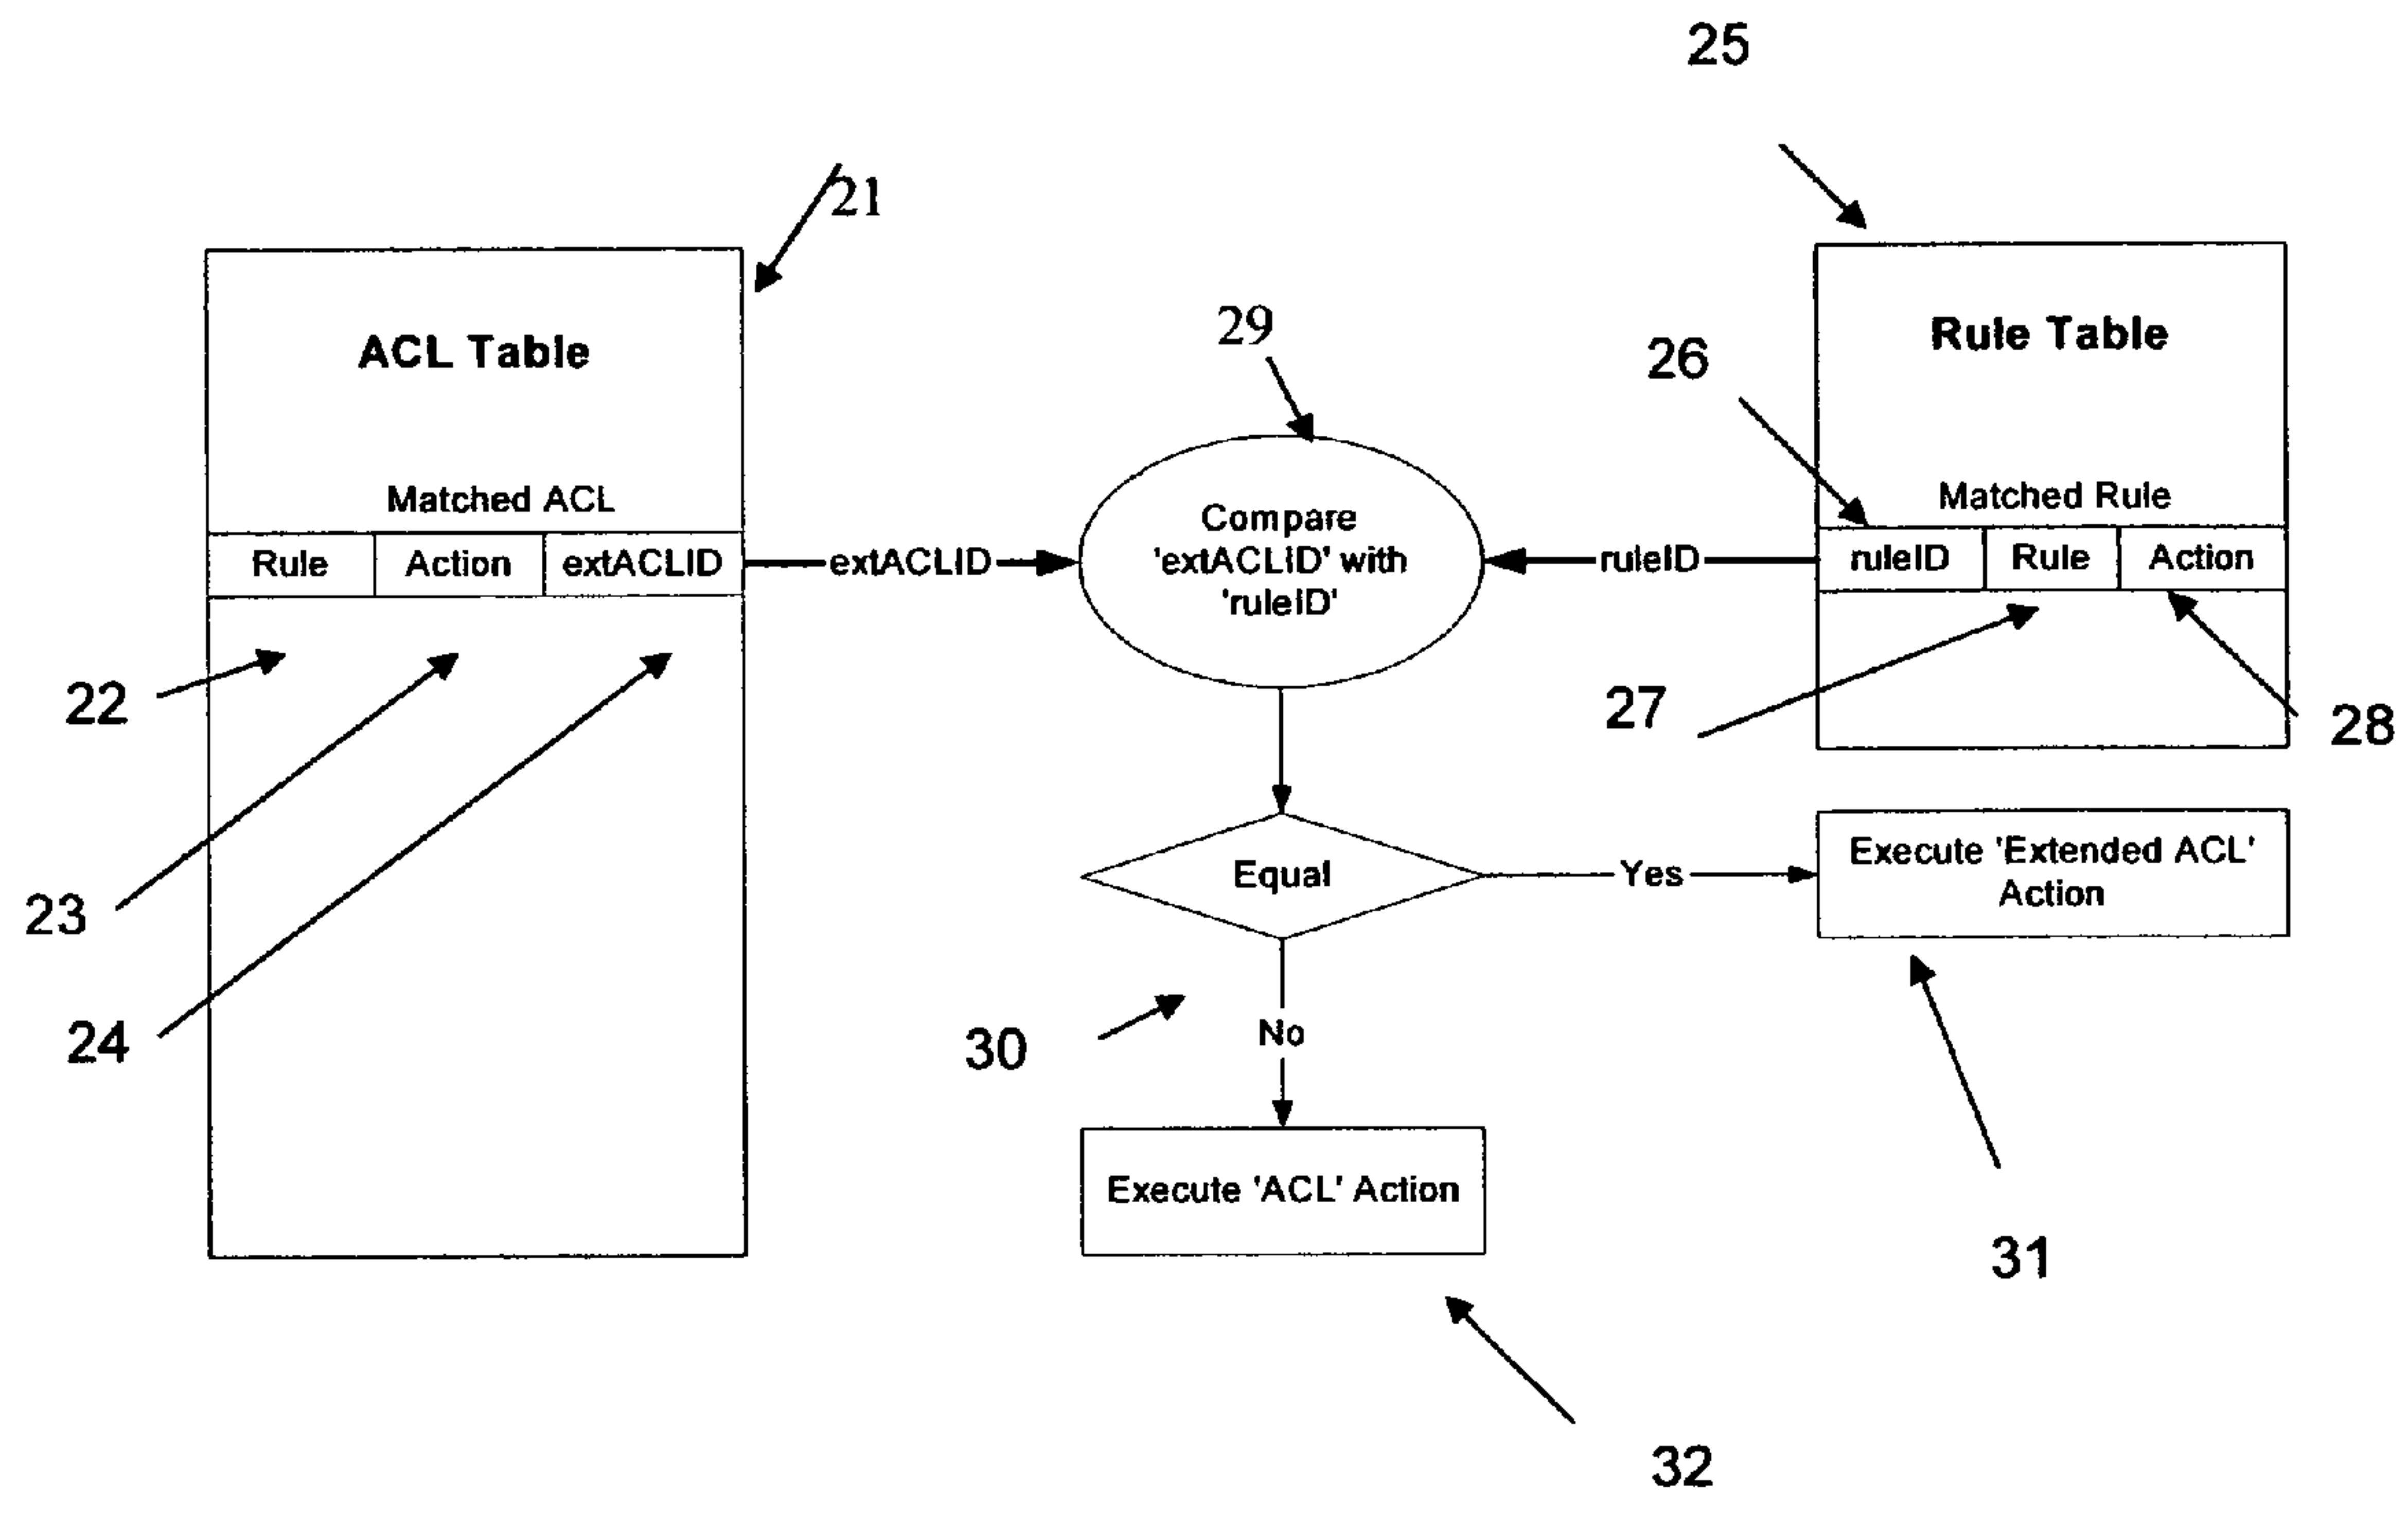 25
21
ACL Table
29
Rule Table
26
Matched ACL
Matched Rule
Rule
Action
extACLID
extACLID
Compare
'extACLID' with
'ruleID'
ruleID
ruleID
Rule
Action
22
27
28
23
24
Equal
Yes
Execute 'Extended ACL'
Action
30
No
Execute 'ACL' Action
31
32